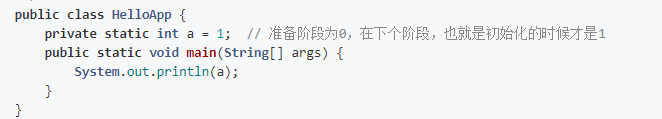 public class HelloApp {
    private static int a = 1;  // 准备阶段为0，在下个阶段，也就是初始化的时候才是1
    public static void main(String[] args) {
        System.out.println(a);
    }
}